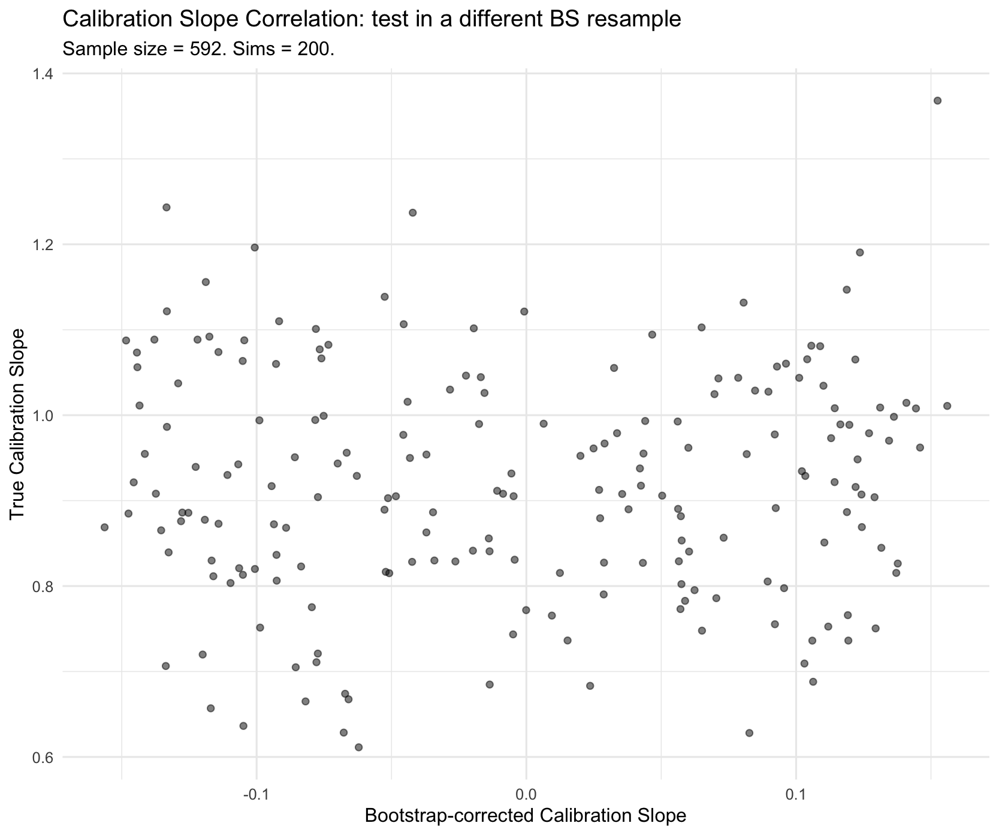 Calibration Slope Correlation: test in a different BS resample
Sample size = 592. Sims = 200.
1.4
1.2
1.0
0.8
0.6
True Calibration Slope
-0.1
0.0
0.1
Bootstrap-corrected Calibration Slope